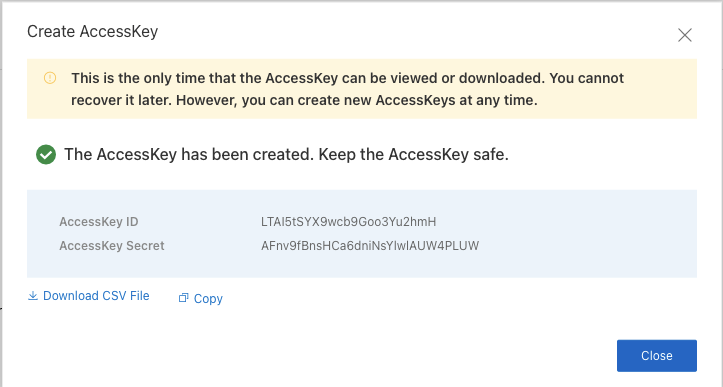 Create AccessKey
This is the only time that the AccessKey can be viewed or downloaded. You cannot
recover it later. However, you can create new AccessKeys at any time.
The AccessKey has been created. Keep the AccessKey safe.
AccessKey ID LTAI5tSYX9wcb9Goo3Yu2hmH
AccessKey Secret
Download CSV File Copy
Close